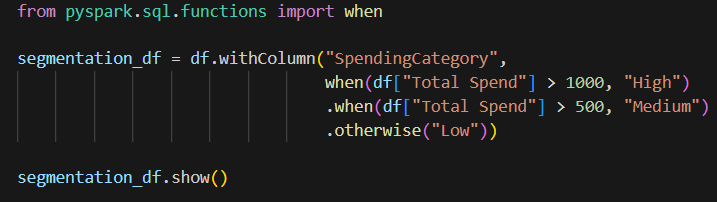 from pyspark.sql.functions import when
segmentation_df = df.withColumn("SpendingCategory",
when(df["Total Spend"] > 1000, "High")
.when(df["Total Spend"] > 500, "Medium")
.otherwise("Low"))
segmentation_df.show()